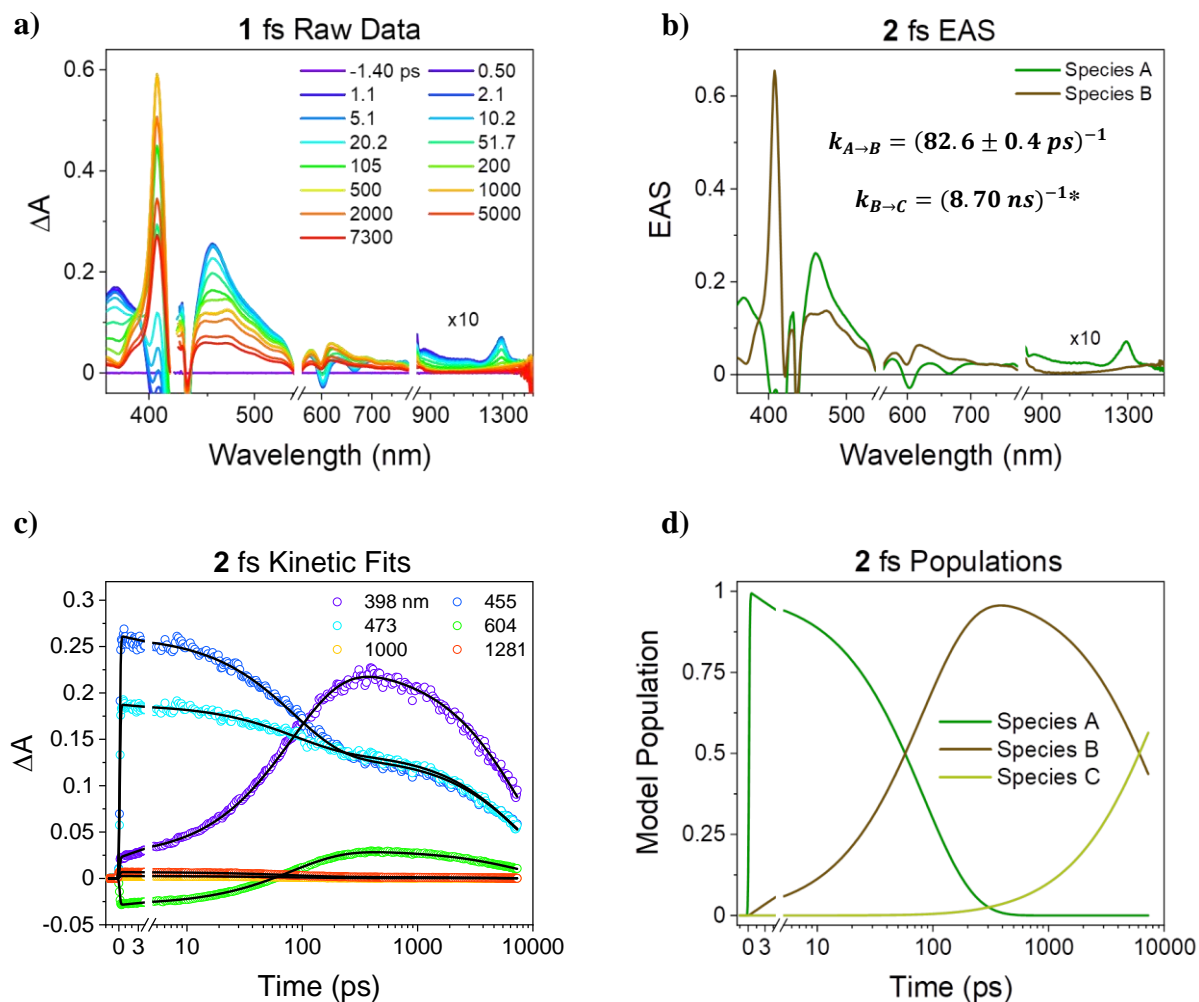 a)
1 fs Raw Data
-1.40 ps 0.50
1.1 2.1
5.1 10.2
20.2 51.7
105 200
500 1000
2000 5000
7300
x10
ΔA
0.6
0.4
0.2
0
400 500 600 700 900 1300
Wavelength (nm)
b)
2 fs EAS
Species A
Species B
k_{A→B} = (82.6 ± 0.4 ps)^{-1}
k_{B→C} = (8.70 ns)^{-1}*
x10
EAS
0.6
0.4
0.2
0
400 500 600 700 900 1300
Wavelength (nm)
c)
2 fs Kinetic Fits
398 nm 455
473 604
1000 1281
ΔA
0.3
0.25
0.2
0.15
0.1
0.05
0
-0.05
0 3 10 100 1000 10000
Time (ps)
d)
2 fs Populations
Species A
Species B
Species C
Model Population
1
0.75
0.5
0.25
0
0 3 10 100 1000 10000
Time (ps)